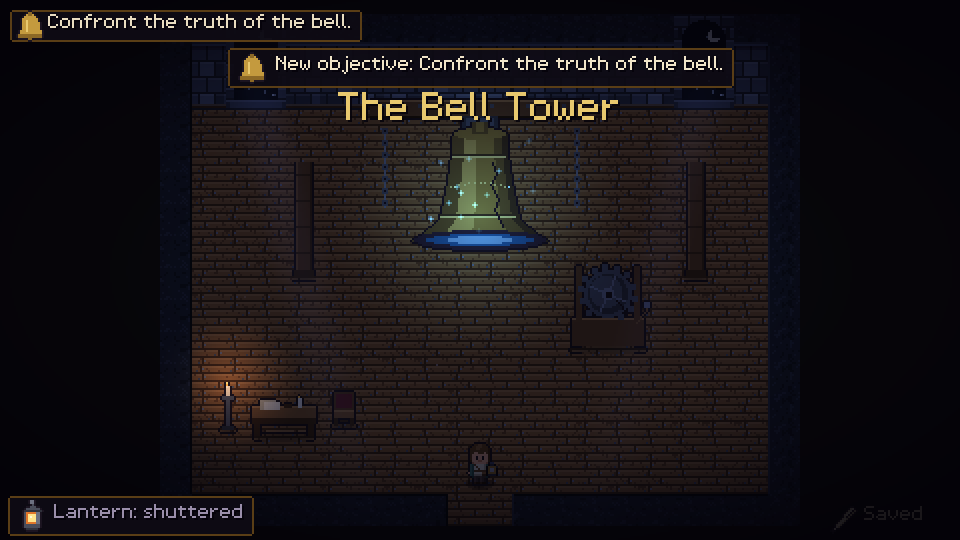 Confront the truth of the bell.
New objective: Confront the truth of the bell.
The Bell Tower
Lantern: shuttered
Saved